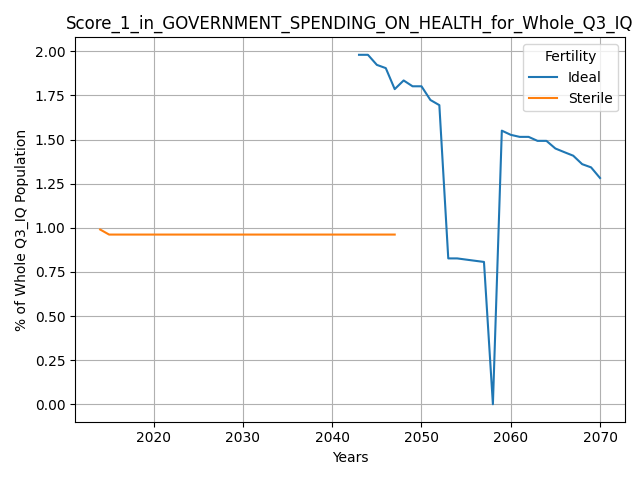 Score_1_in_GOVERNMENT_SPENDING_ON_HEALTH_for_Whole_Q3_IQ
Fertility
Ideal
Sterile
% of Whole Q3_IQ Population
2.00
1.75
1.50
1.25
1.00
0.75
0.50
0.25
0.00
2020 2030 2040 2050 2060 2070
Years